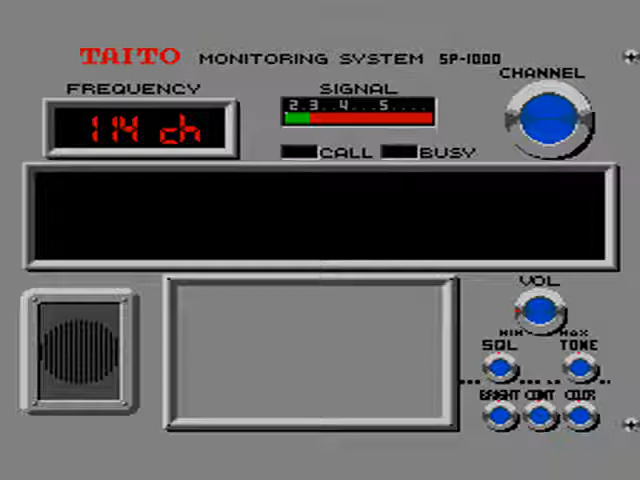 TAITO MONITORING SYSTEM SP-1000
CHANNEL
FREQUENCY
SIGNAL
2.3..4...5....
114 ch
CALL
BUSY
VOL
MIN MAX
SQL TONE
BRIGHT CONT COLOR